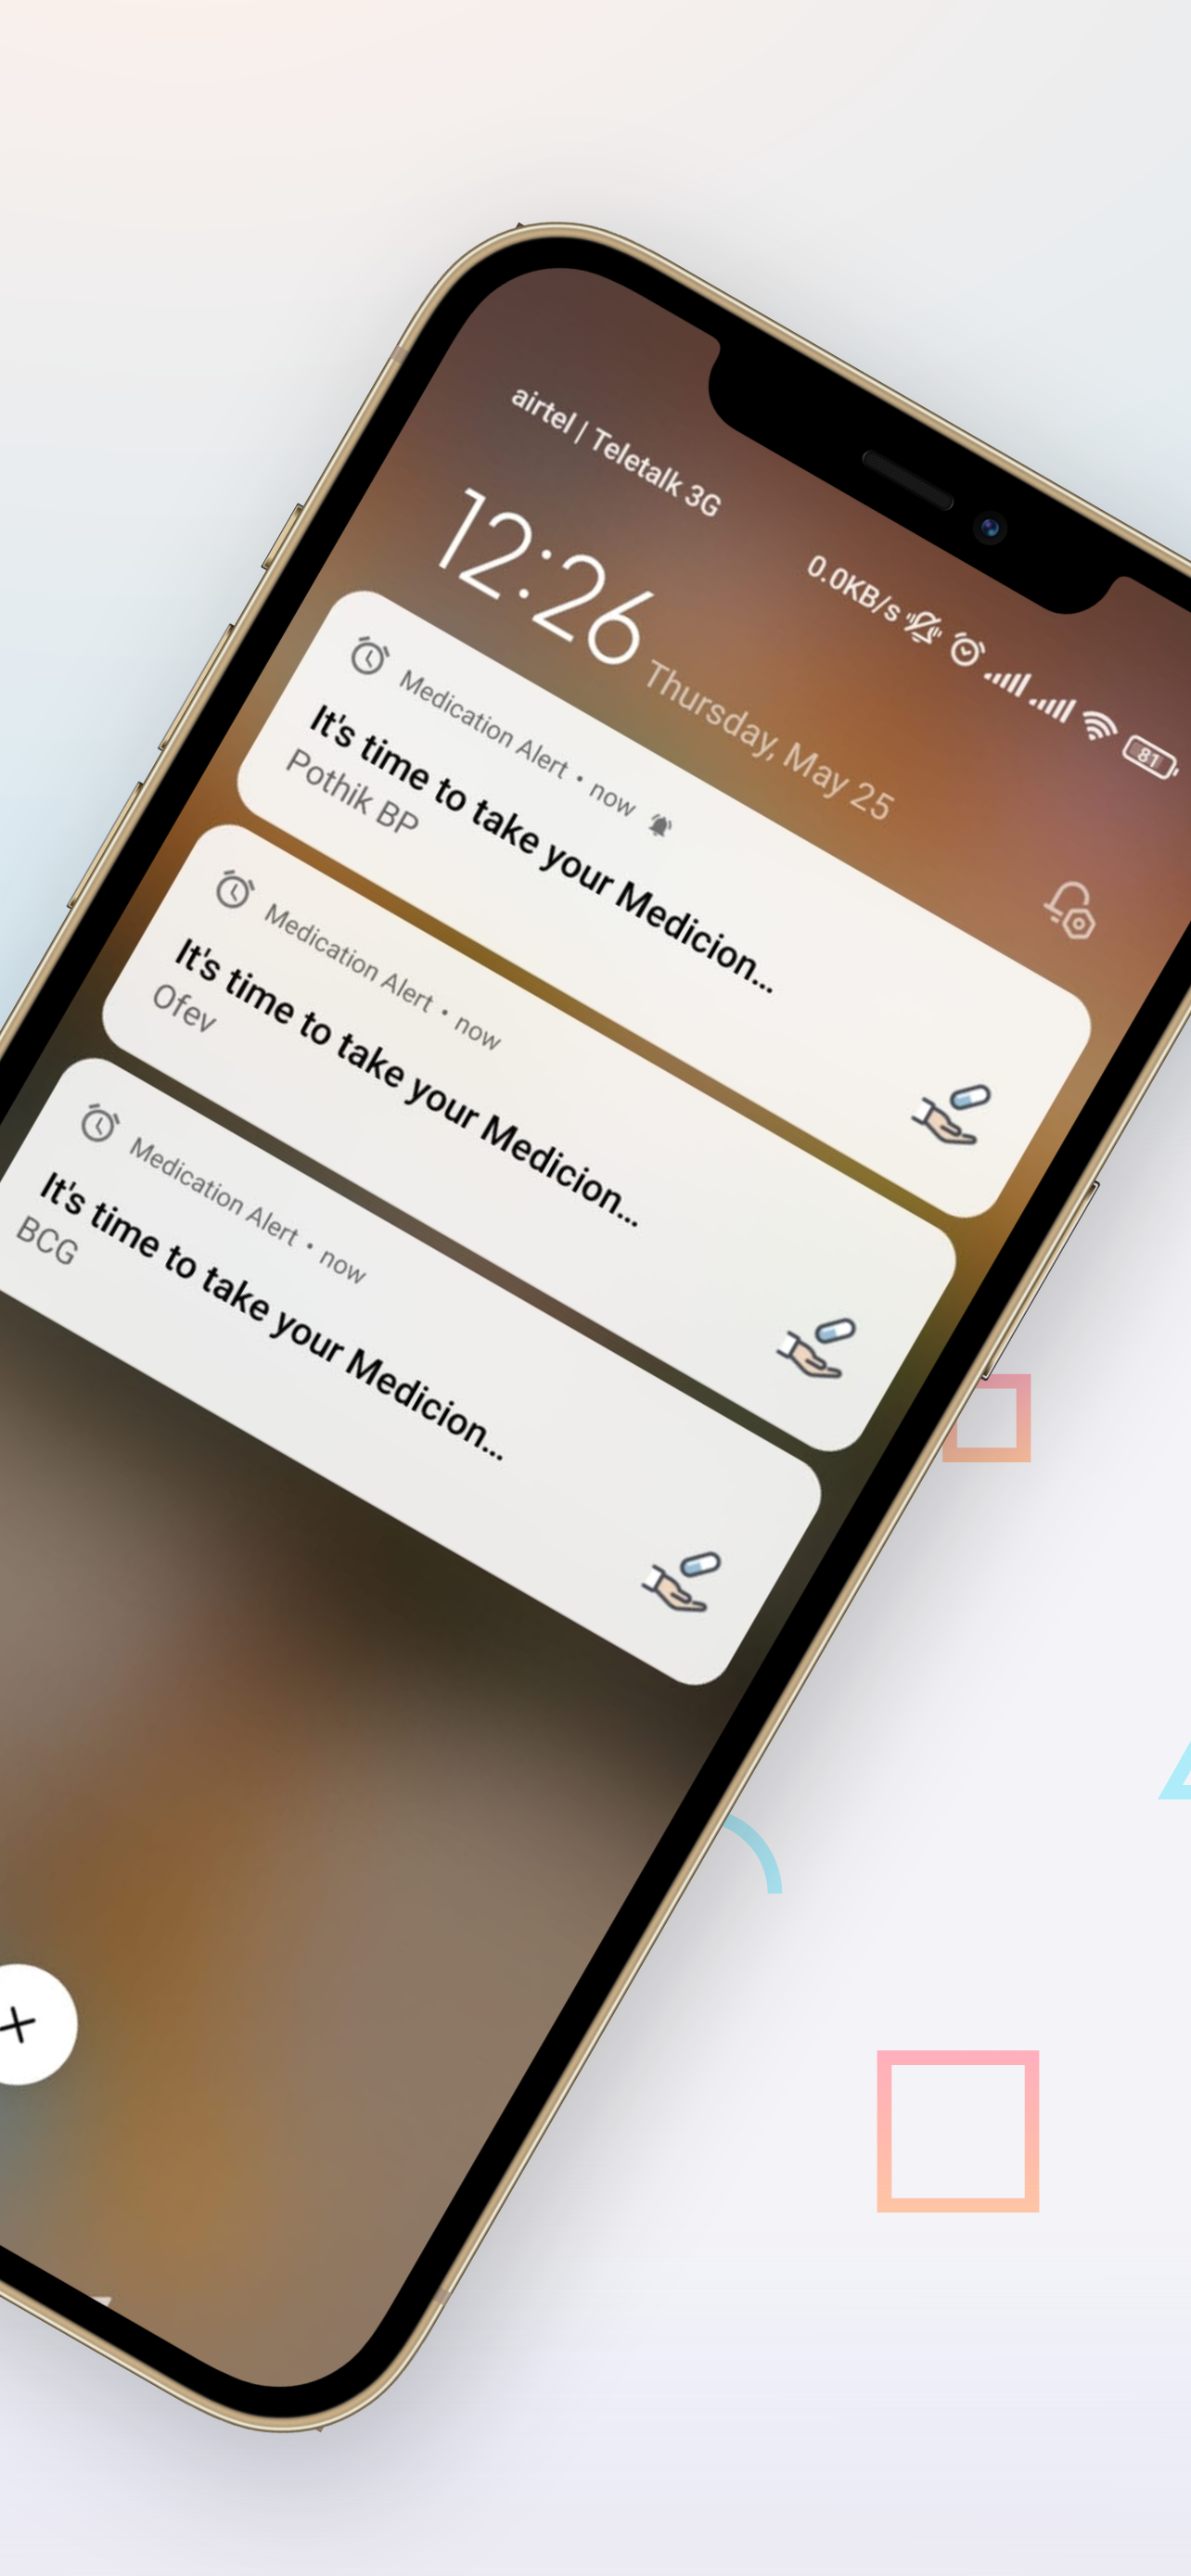 airtel | Teletalk 3G
0.0KB/s
81
12:26
Thursday, May 25
Medication Alert • now
It's time to take your Medicion...
Pothik BP
Medication Alert • now
It's time to take your Medicion...
Ofev
Medication Alert • now
It's time to take your Medicion...
BCG